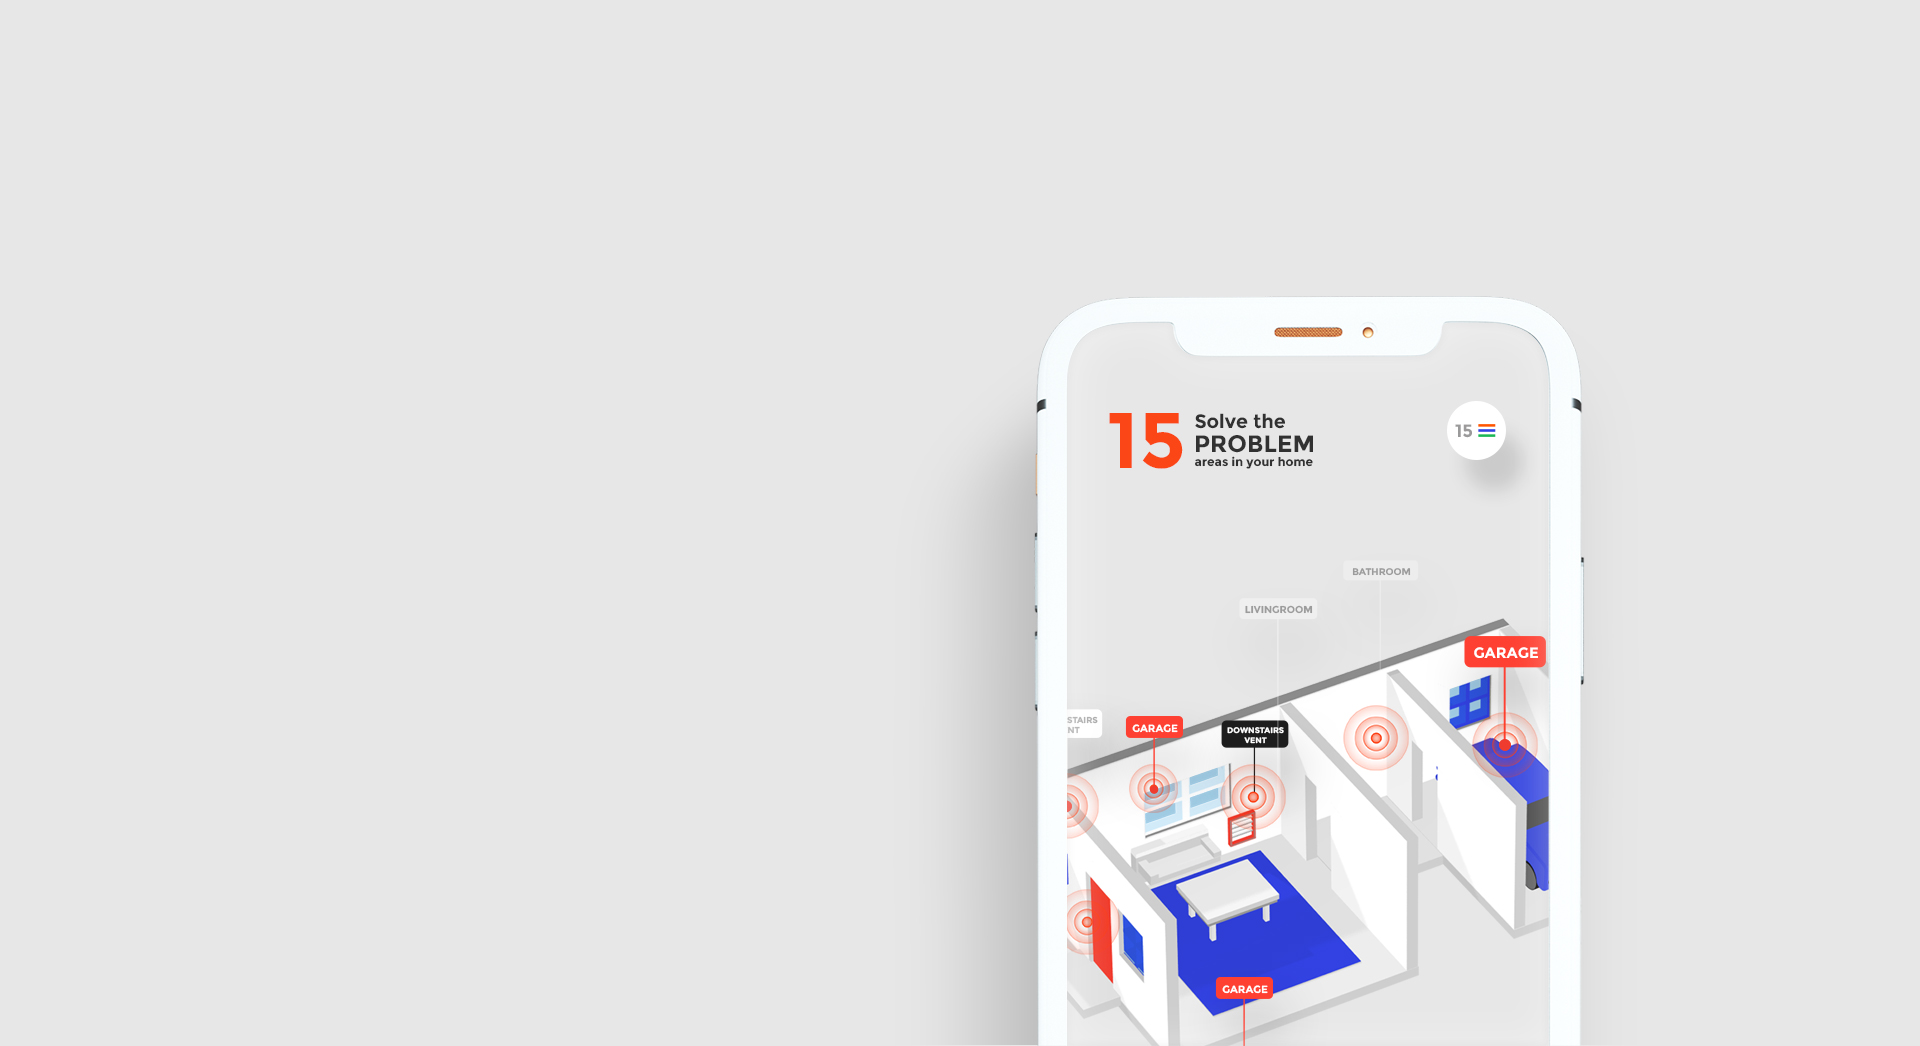 15
Solve the
PROBLEM
areas in your home
15
BATHROOM
LIVINGROOM
GARAGE
STAIRS
NT
GARAGE
DOWNSTAIRS
VENT
GARAGE